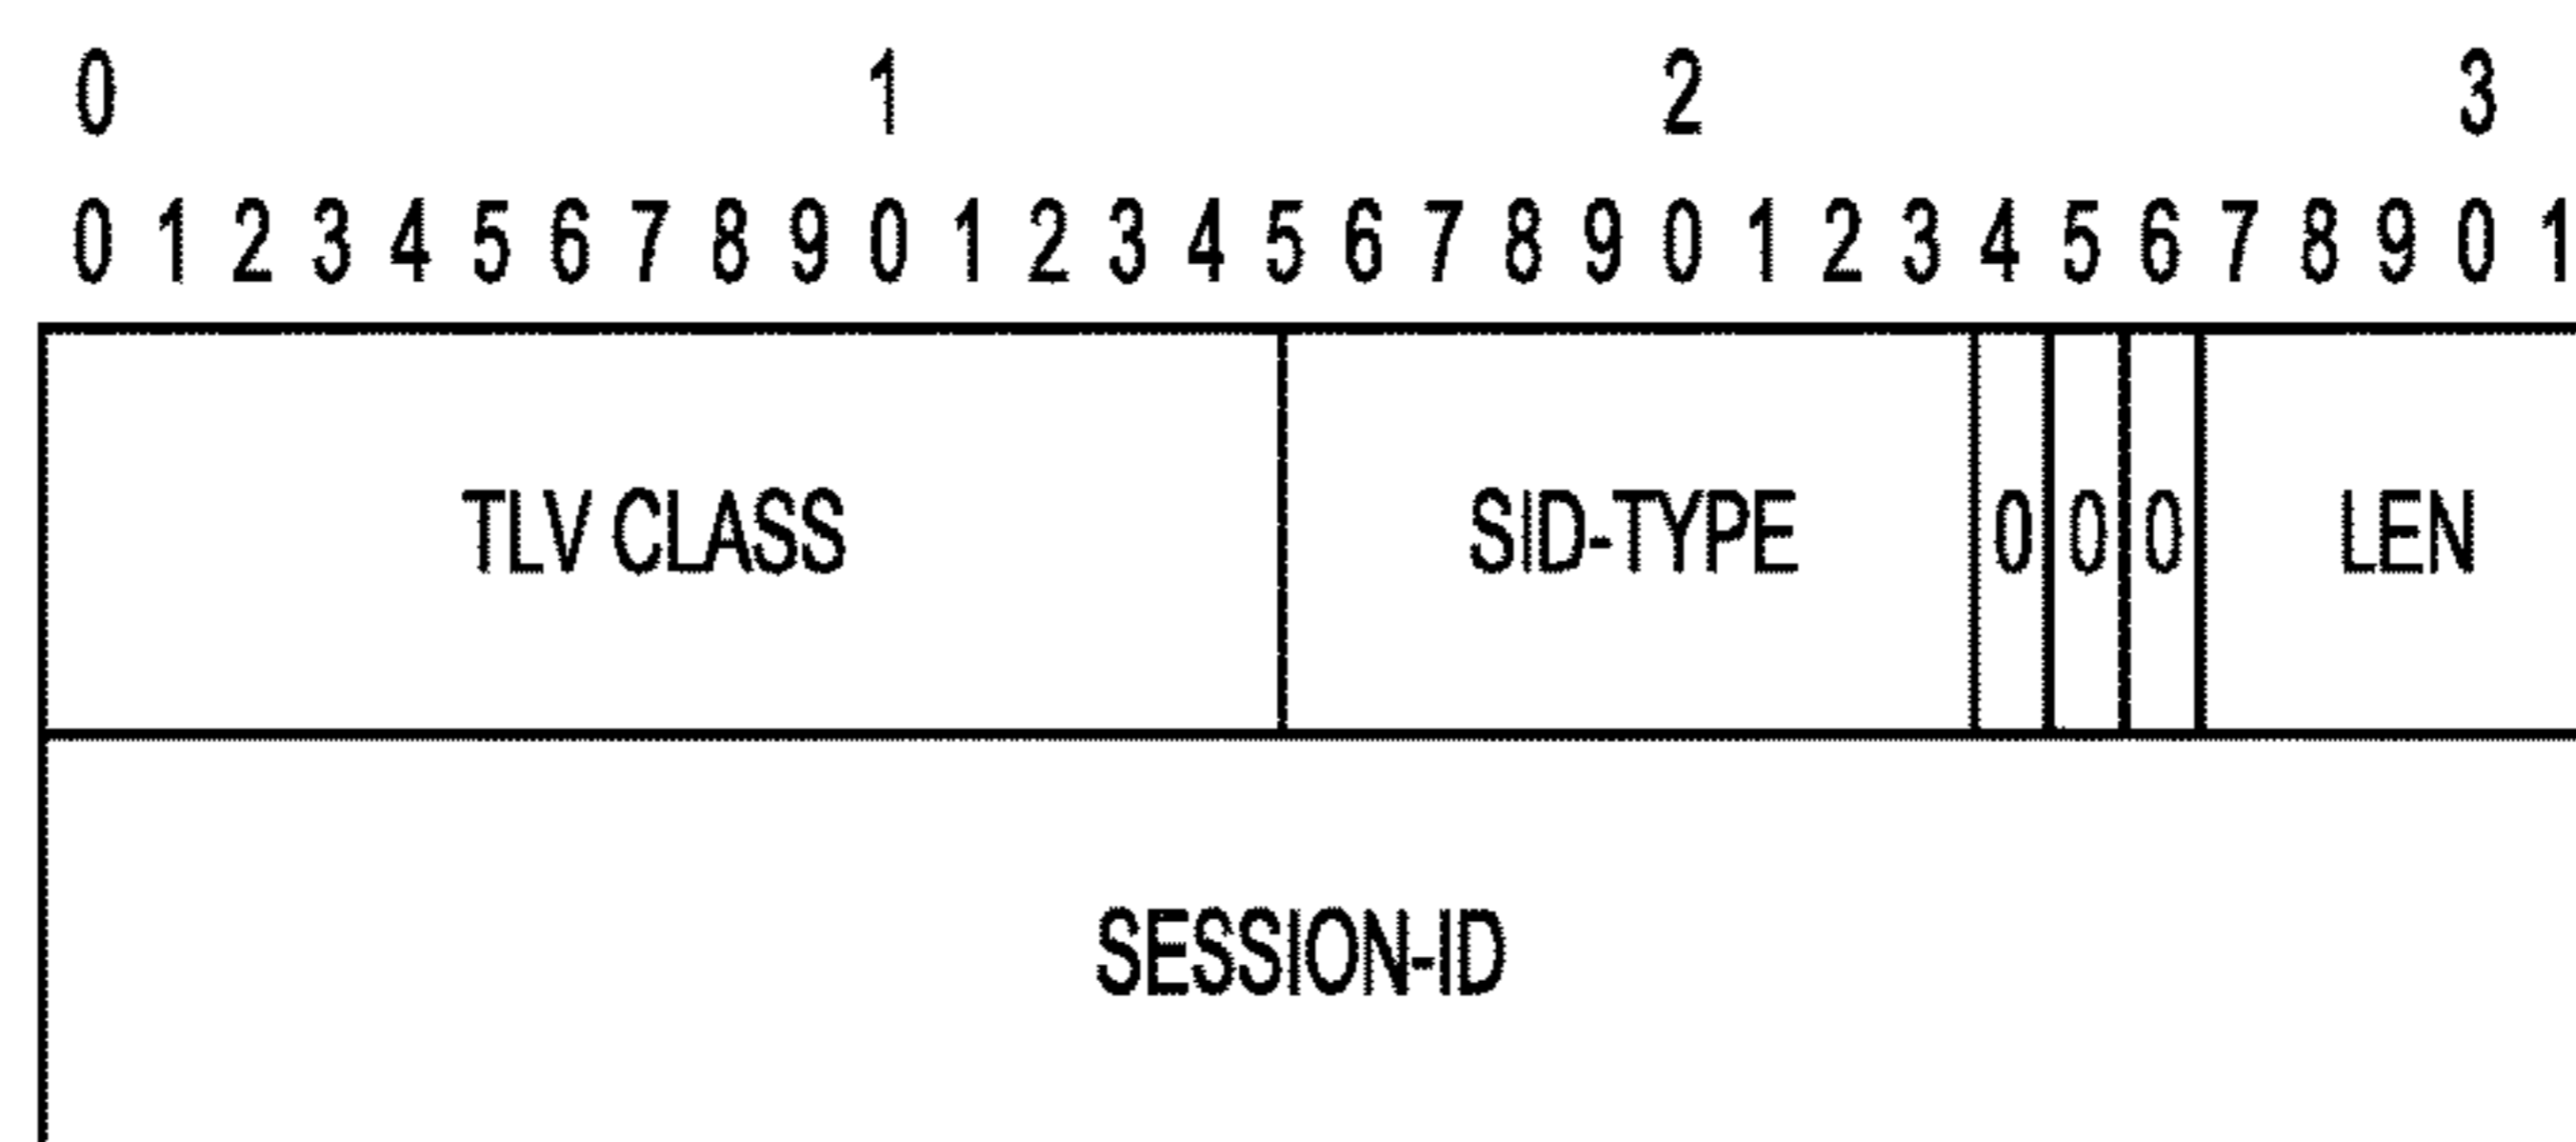 0 1 2 3
0 1 2 3 4 5 6 7 8 9 0 1 2 3 4 5 6 7 8 9 0 1 2 3 4 5 6 7 8 9 0 1
TLV CLASS SID-TYPE 0 0 0 LEN
SESSION-ID